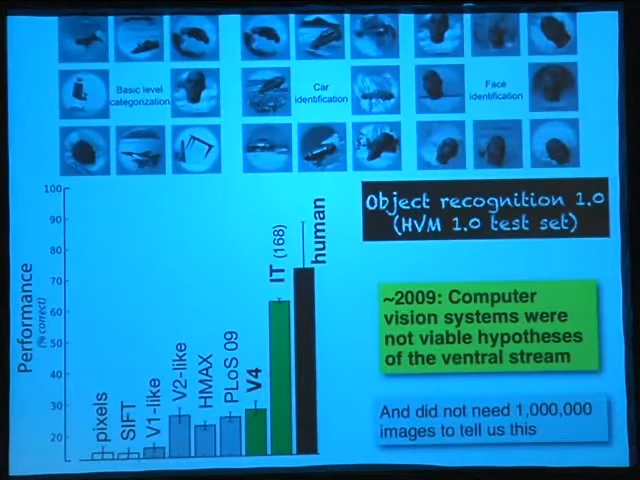 Basic level
categorization
Car
identification
Face
identification
Object recognition 1.0
(HVM 1.0 test set)
~2009: Computer
vision systems were
not viable hypotheses
of the ventral stream
And did not need 1,000,000
images to tell us this
Performance
(% correct)
100
90
80
70
60
50
40
30
20
pixels
SIFT
V1-like
V2-like
HMAX
PLoS 09
V4
IT (168)
human